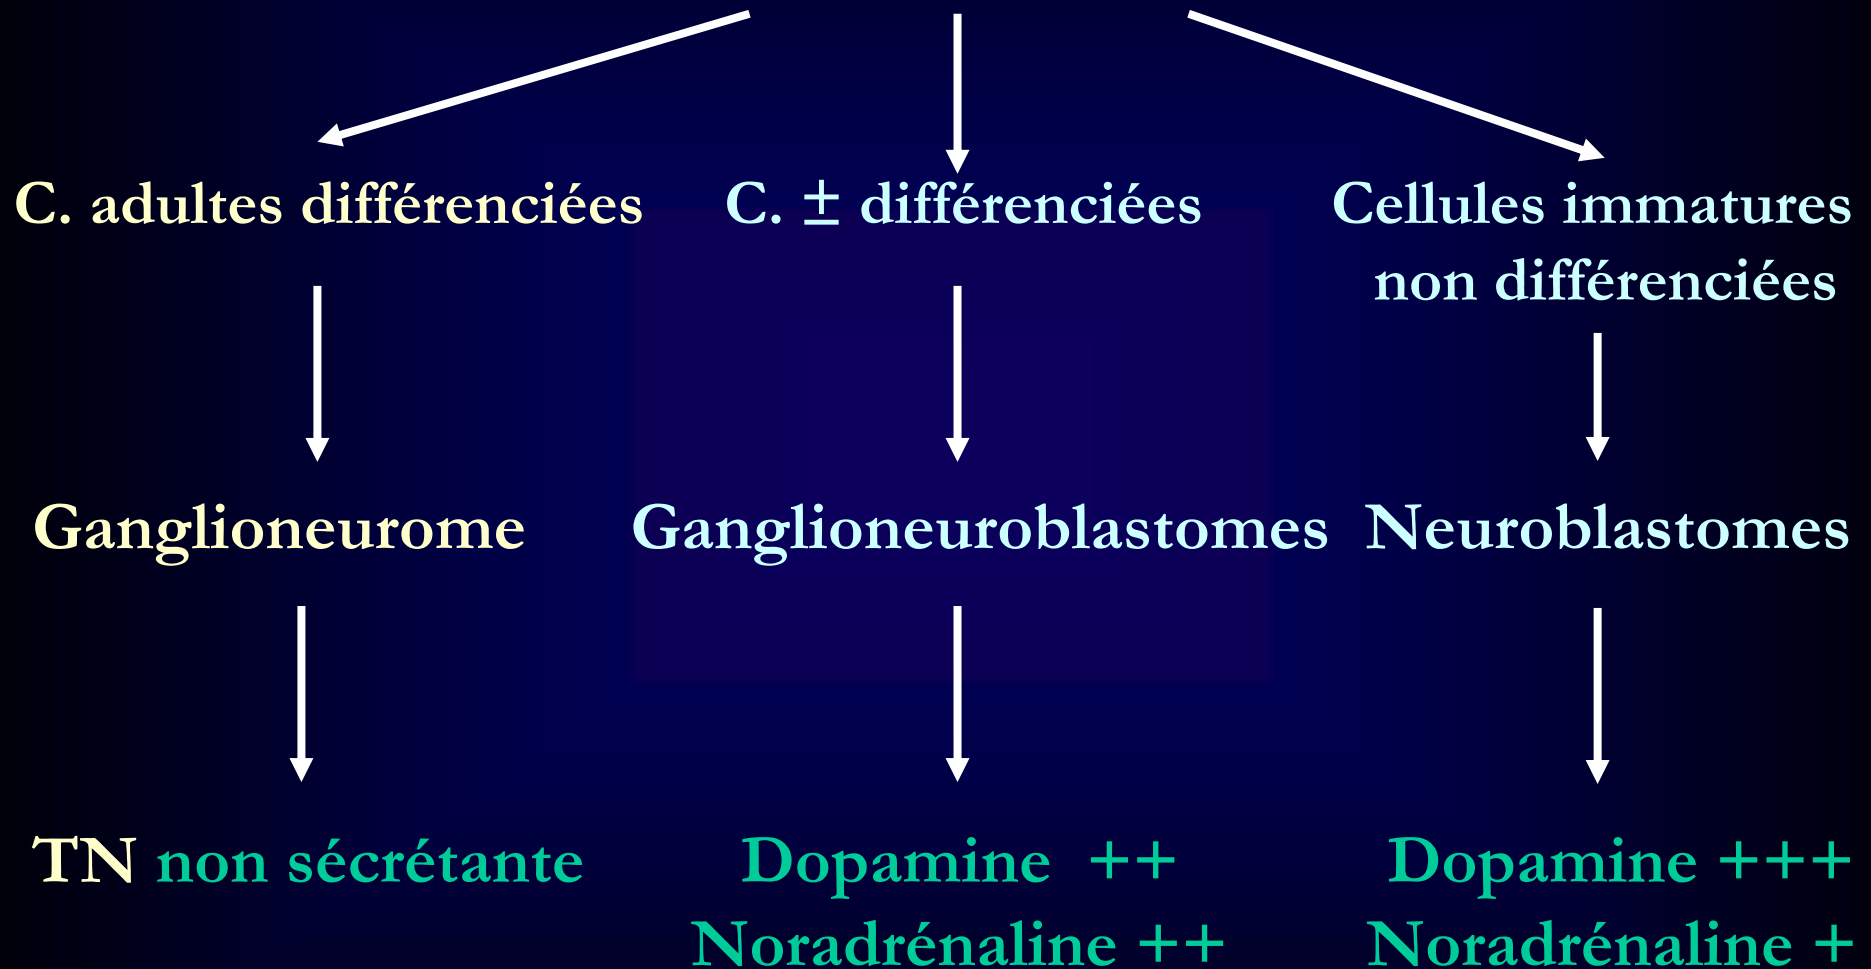 C. adultes différenciées
C. ± différenciées
Cellules immatures
non différenciées
Ganglioneurome
Ganglioneuroblastomes
Neuroblastomes
TN non sécrétante
Dopamine ++
Noradrénaline ++
Dopamine +++
Noradrénaline +